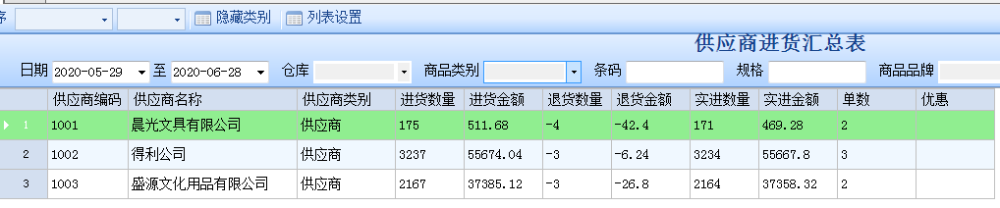 序 隐藏类别 列表设置
供应商进货汇总表
日期 2020-05-29 至 2020-06-28 仓库 商品类别 条码 规格 商品品牌
供应商编码 供应商名称 供应商类别 进货数量 进货金额 退货数量 退货金额 实进数量 实进金额 单数 优惠
1 1001 晨光文具有限公司 供应商 175 511.68 -4 -42.4 171 469.28 2
2 1002 得利公司 供应商 3237 55674.04 -3 -6.24 3234 55667.8 3
3 1003 盛源文化用品有限公司 供应商 2167 37385.12 -3 -26.8 2164 37358.32 2